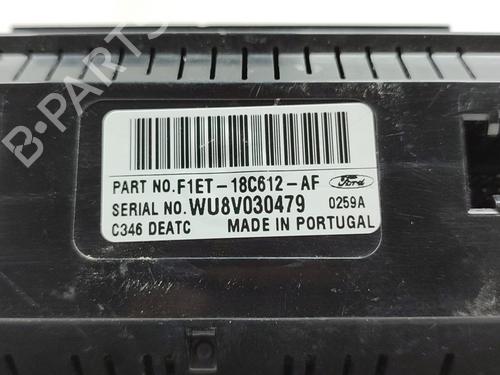 B-PARTS
PART NO. F1ET-18C612-AF Ford
SERIAL NO. WU8V030479 0259A
C346 DEATC MADE IN PORTUGAL